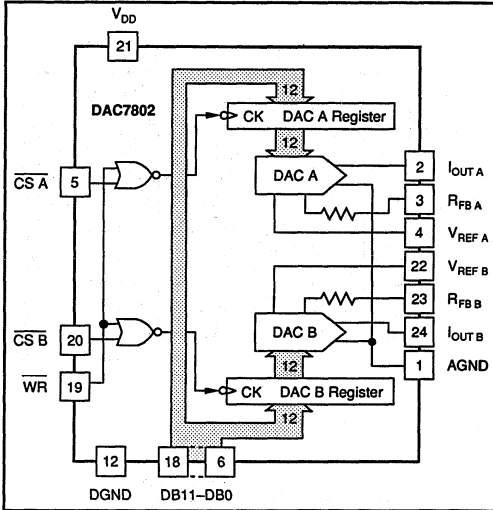 V_DD
21
DAC7802
12
CK DAC A Register
12
CS A
5
DAC A
2 I_OUT A
3 R_FB A
4 V_REF A
22 V_REF B
23 R_FB B
24 I_OUT B
1 AGND
CS B
20
DAC B
12
WR
19
CK DAC B Register
12
12
18
6
DGND
DB11–DB0